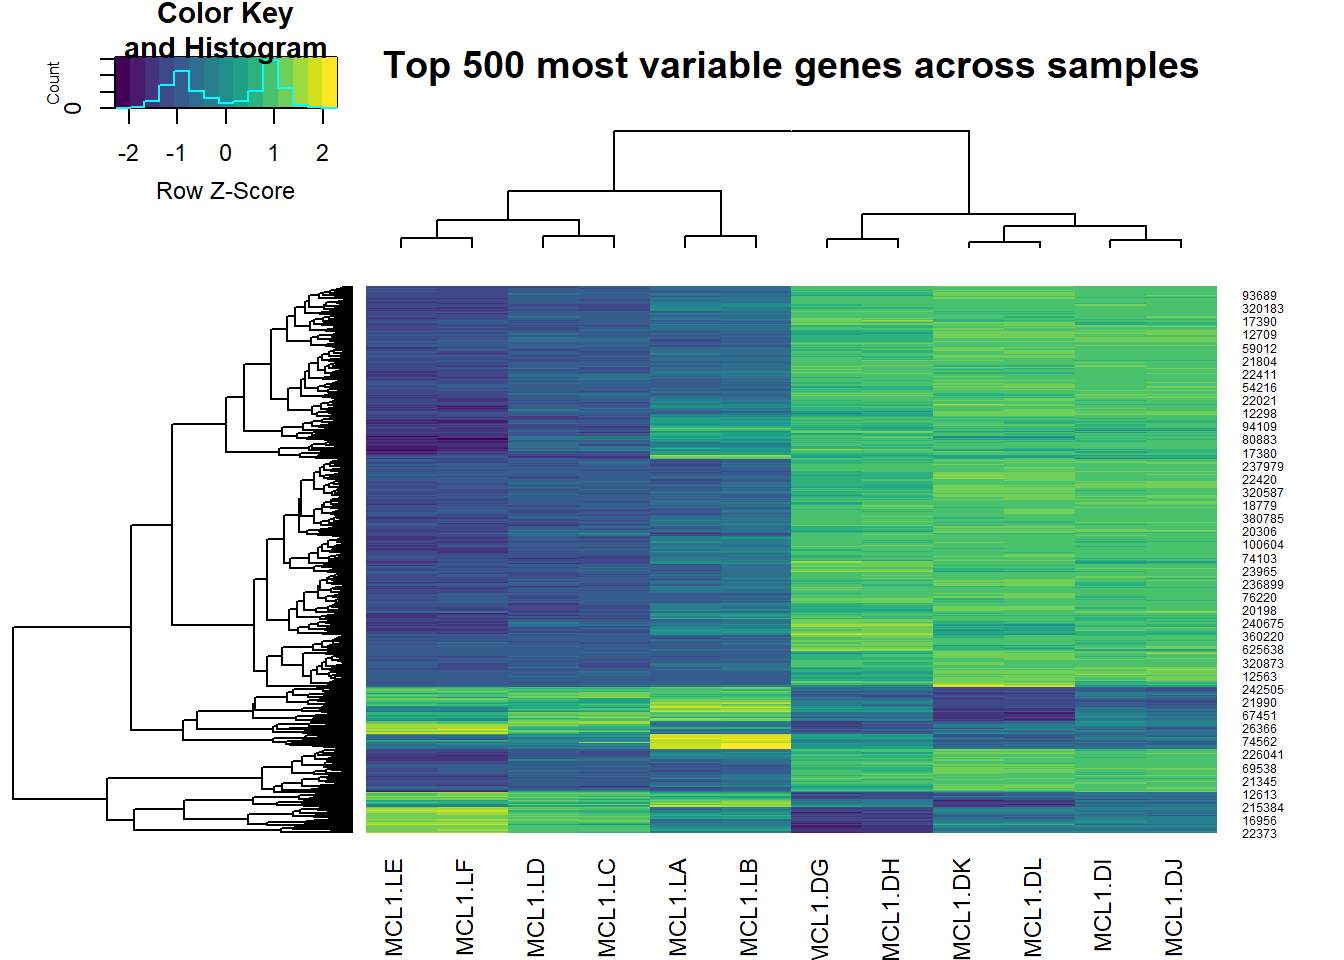 Color Key
and Histogram
Top 500 most variable genes across samples
Count
0
-2 -1 0 1 2
Row Z-Score
93689
320183
17390
12709
59012
21804
22411
54216
22021
12298
94109
80883
17380
237979
22420
320587
18779
380785
20306
100604
74103
23965
236899
76220
20198
240675
360220
625638
320873
12563
242505
21990
67451
26366
74562
226041
69538
21345
12613
215384
16956
22373
MCL1.LE
MCL1.LF
MCL1.LD
MCL1.LC
MCL1.LA
MCL1.LB
MCL1.DG
MCL1.DH
MCL1.DK
MCL1.DL
MCL1.DI
MCL1.DJ